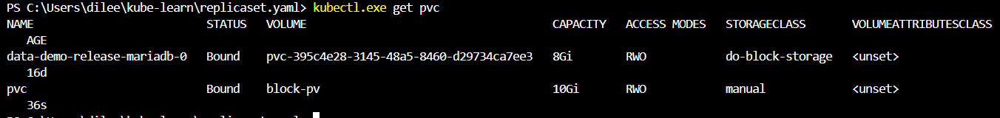 PS C:\Users\dilee\kube-learn\replicaset.yaml> kubectl.exe get pvc
NAME                          STATUS   VOLUME                                     CAPACITY   ACCESS MODES   STORAGECLASS       VOLUMEATTRIBUTESCLASS
   AGE
data-demo-release-mariadb-0   Bound    pvc-395c4e28-3145-48a5-8460-d29734ca7ee3   8Gi        RWO            do-block-storage   <unset>
   16d
pvc                           Bound    block-pv                                   10Gi       RWO            manual             <unset>
   36s